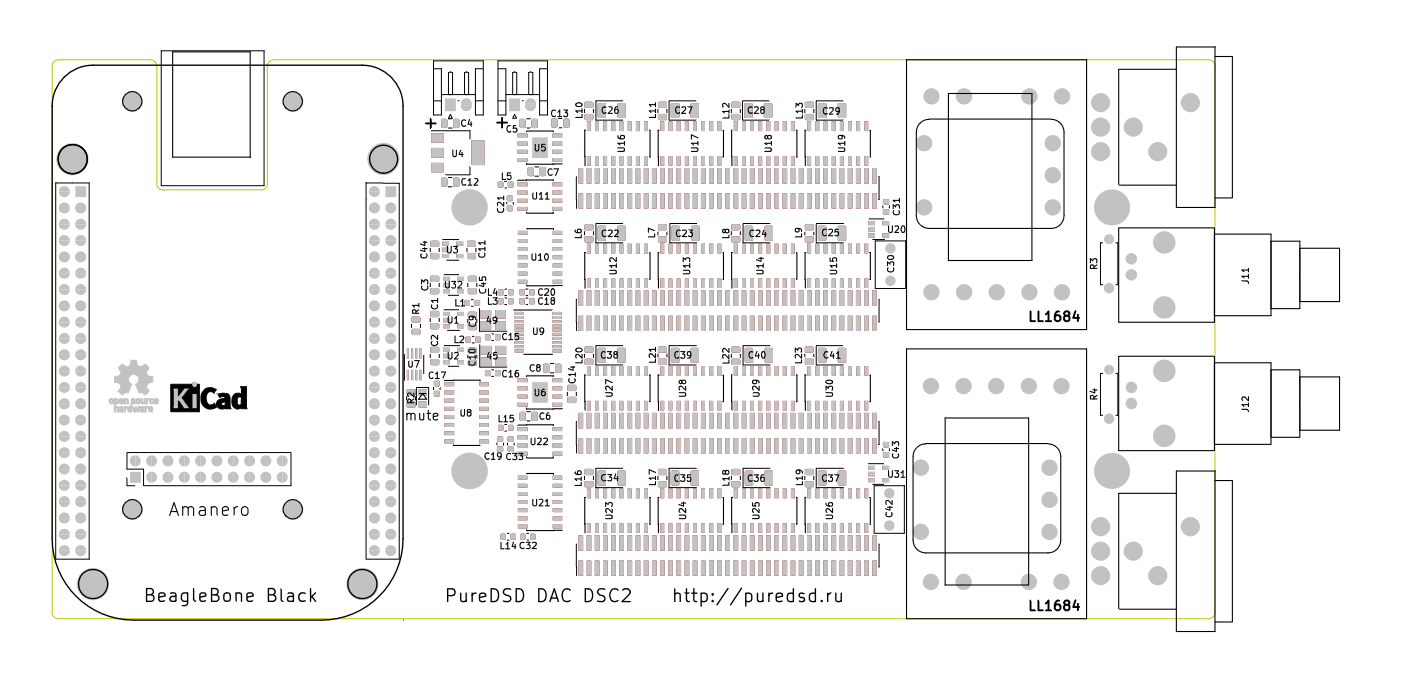 C13
L10 C26 L11 C27 L12 C28 L13 C29
+ C4 + C5
U4 U5 U16 U17 U18 U19
C12 L5 C7
C21 U11 C31
L6 C22 L7 C23 L8 C24 L9 C25 U20
C44 U3 C11 U10 U12 U13 U14 U15 C30 R3 J11
C3 U32 C45
L4 C20
R1 C1 L1 L3 C18
U1 C9 49 LL1684
L2 C15 U9
C2 U2 C10 45 L20 C38 L21 C39 L22 C40 L23 C41
U7 C17 C16 C8
R2 U6 C14 U27 U28 U29 U30 R4 J12
open source
hardware
KiCad
mute U8 C6
L15
U22 C43
C19 C33
L16 C34 L17 C35 L18 C36 L19 C37 U31
Amanero U21 U23 U24 U25 U26 C42
L14 C32
BeagleBone Black PureDSD DAC DSC2 http://puredsd.ru LL1684